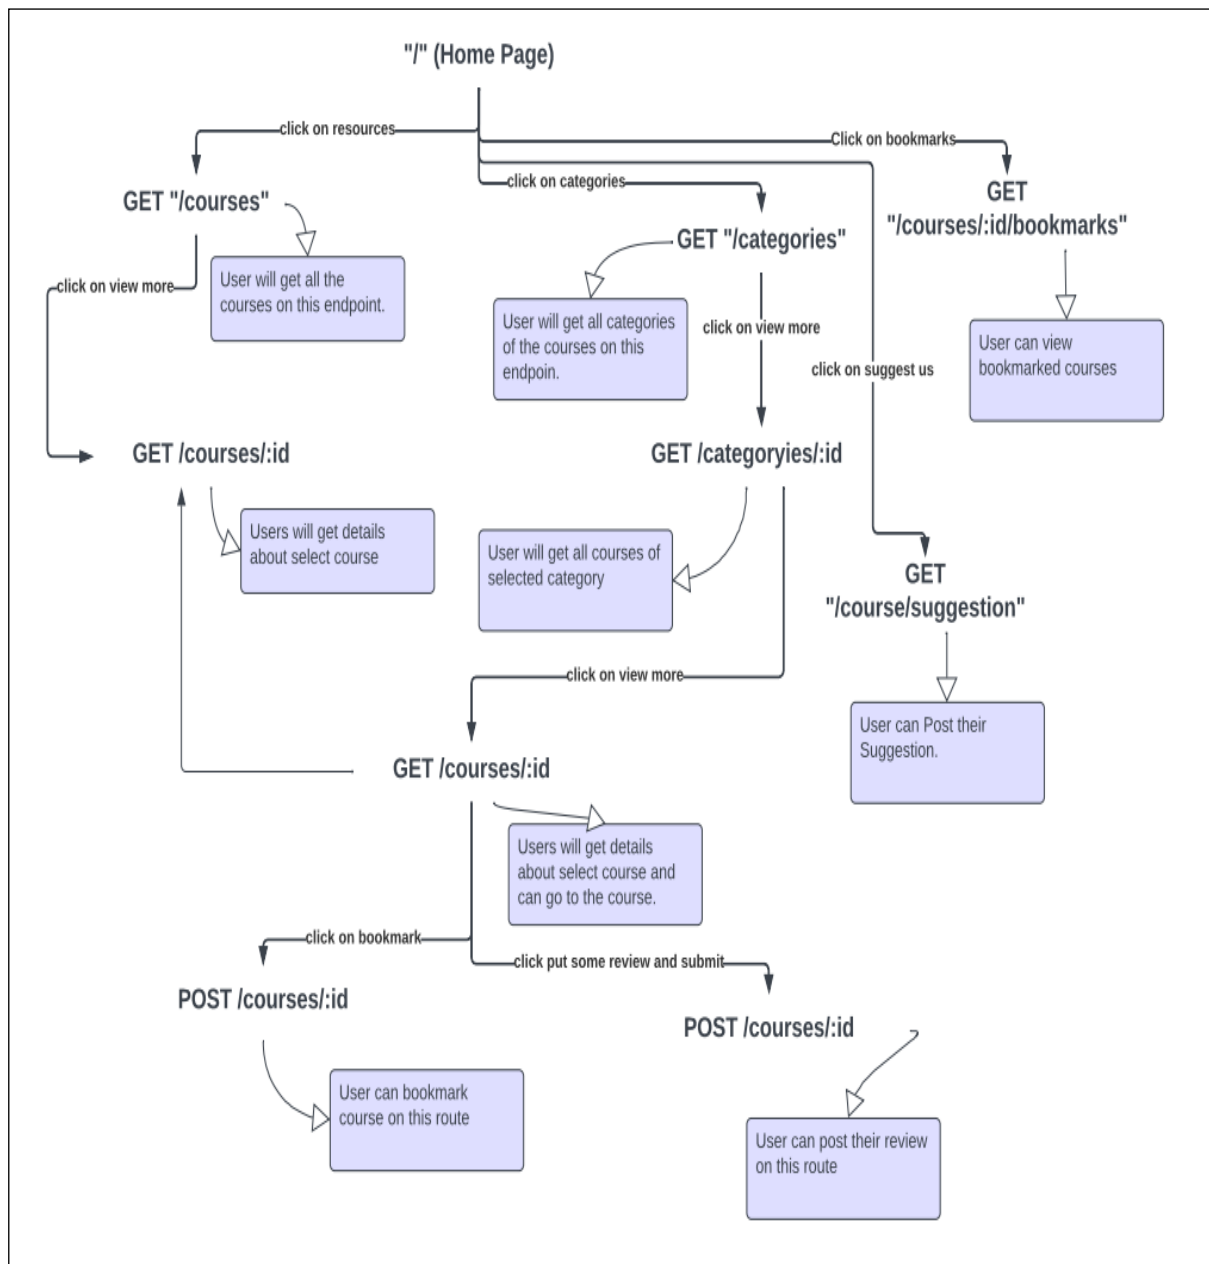 "/" (Home Page)
click on resources
Click on bookmarks
click on categories
GET "/courses"
GET
"/courses/:id/bookmarks"
GET "/categories"
User will get all the
courses on this endpoint.
click on view more
User will get all categories
of the courses on this
endpoin.
click on view more
User can view
bookmarked courses
click on suggest us
GET /courses/:id
GET /categoryies/:id
Users will get details
about select course
User will get all courses of
selected category
GET
"/course/suggestion"
click on view more
User can Post their
Suggestion.
GET /courses/:id
Users will get details
about select course and
can go to the course.
click on bookmark
click put some review and submit
POST /courses/:id
POST /courses/:id
User can bookmark
course on this route
User can post their review
on this route